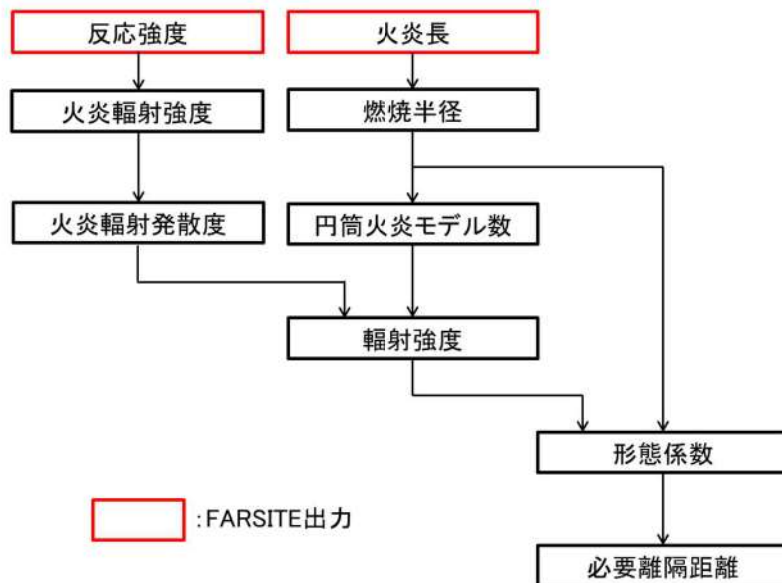 反応強度
火炎長
火炎輻射強度
燃焼半径
火炎輻射発散度
円筒火炎モデル数
輻射強度
形態係数
:FARSITE出力
必要離隔距離